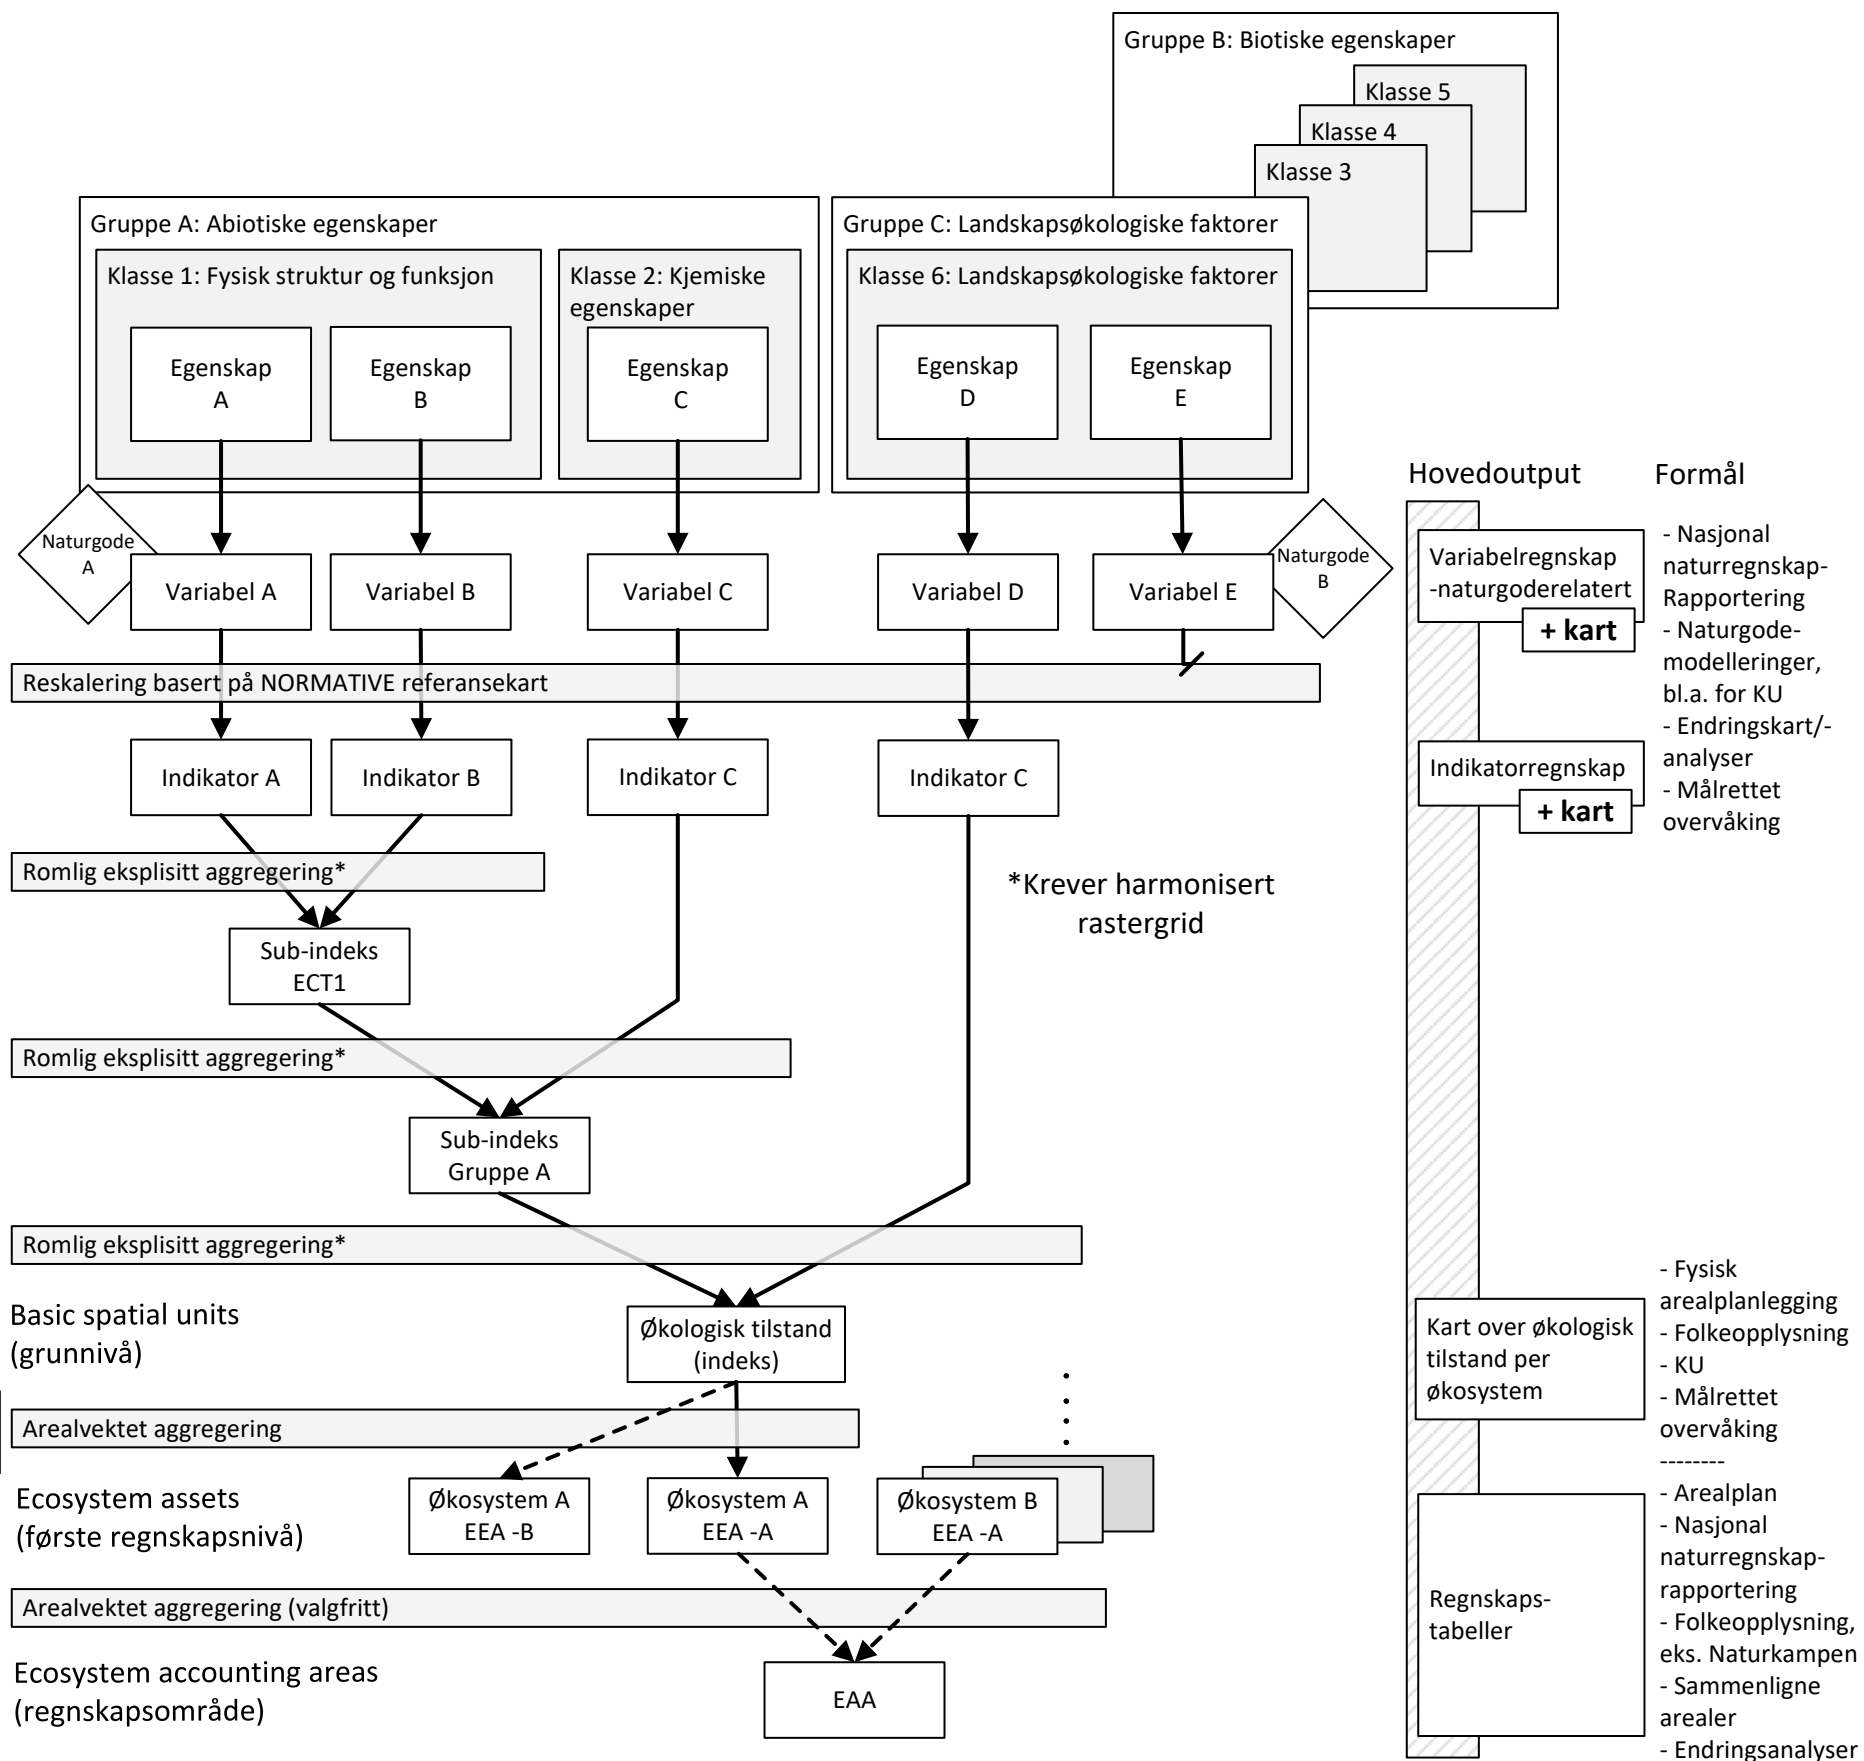 Gruppe B: Biotiske egenskaper
Klasse 5
Klasse 4
Klasse 3
Gruppe A: Abiotiske egenskaper
Klasse 1: Fysisk struktur og funksjon
Klasse 2: Kjemiske
egenskaper
Gruppe C: Landskapsøkologiske faktorer
Klasse 6: Landskapsøkologiske faktorer
Egenskap
A
Egenskap
B
Egenskap
C
Egenskap
D
Egenskap
E
Naturgode
A
Variabel A
Variabel B
Variabel C
Variabel D
Variabel E
Naturgode
B
Reskalering basert på NORMATIVE referansekart
Indikator A
Indikator B
Indikator C
Indikator C
Romlig eksplisitt aggregering*
*Krever harmonisert
rastergrid
Sub-indeks
ECT1
Romlig eksplisitt aggregering*
Sub-indeks
Gruppe A
Romlig eksplisitt aggregering*
Basic spatial units
(grunnivå)
Økologisk tilstand
(indeks)
Arealvektet aggregering
Ecosystem assets
(første regnskapsnivå)
Økosystem A
EEA -B
Økosystem A
EEA -A
Økosystem B
EEA -A
Arealvektet aggregering (valgfritt)
Ecosystem accounting areas
(regnskapsområde)
EAA
Hovedoutput
Variabelregnskap
-naturgoderelatert
+ kart
Indikatorregnskap
+ kart
Kart over økologisk
tilstand per
økosystem
Regnskaps-
tabeller
Formål
- Nasjonal
naturregnskap-
Rapportering
- Naturgode-
modelleringer,
bl.a. for KU
- Endringskart/-
analyser
- Målrettet
overvåking
- Fysisk
arealplanlegging
- Folkeopplysning
- KU
- Målrettet
overvåking
--------
- Arealplan
- Nasjonal
naturregnskap-
rapportering
- Folkeopplysning,
eks. Naturkampen
- Sammenligne
arealer
- Endringsanalyser